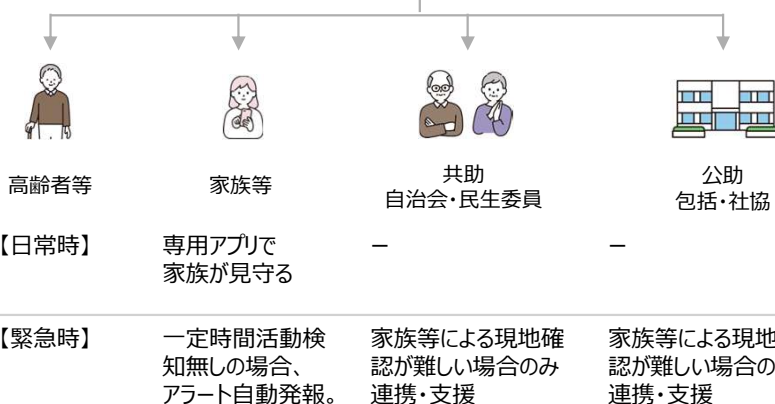 高齢者等
家族等
共助
自治会・民生委員
公助
包括・社協
【日常時】
専用アプリで
家族が見守る
－
－
【緊急時】
一定時間活動検
知無しの場合、
アラート自動発報。
家族等による現地確
認が難しい場合のみ
連携・支援
家族等による現地
認が難しい場合の
連携・支援